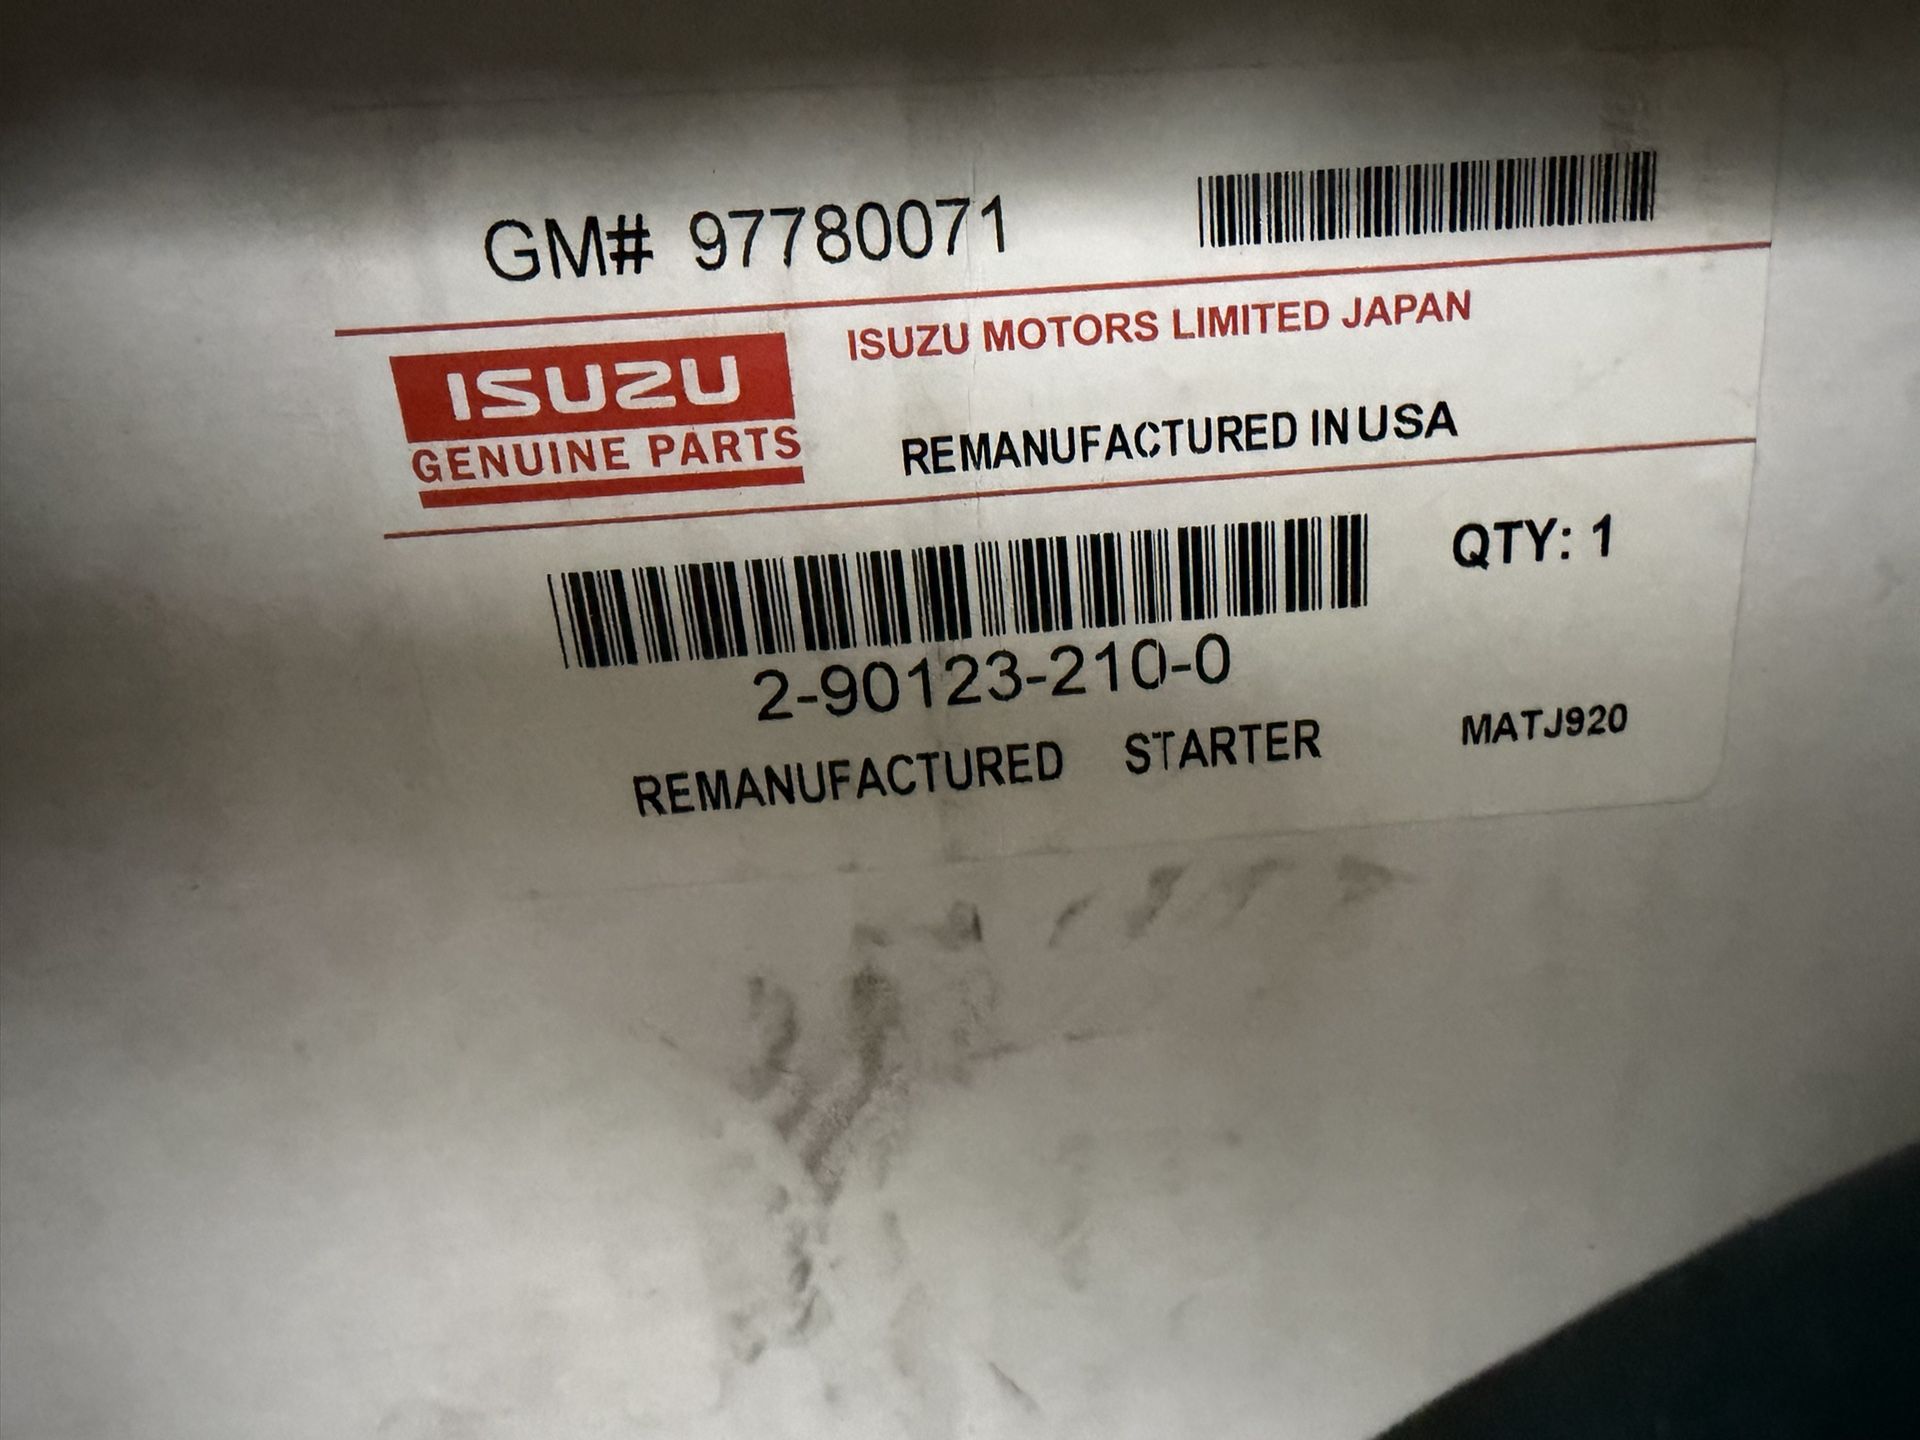 GM# 97780071
ISUZU
GENUINE PARTS
ISUZU MOTORS LIMITED JAPAN
REMANUFACTURED IN USA
QTY: 1
2-90123-210-0
REMANUFACTURED STARTER
MATJ920